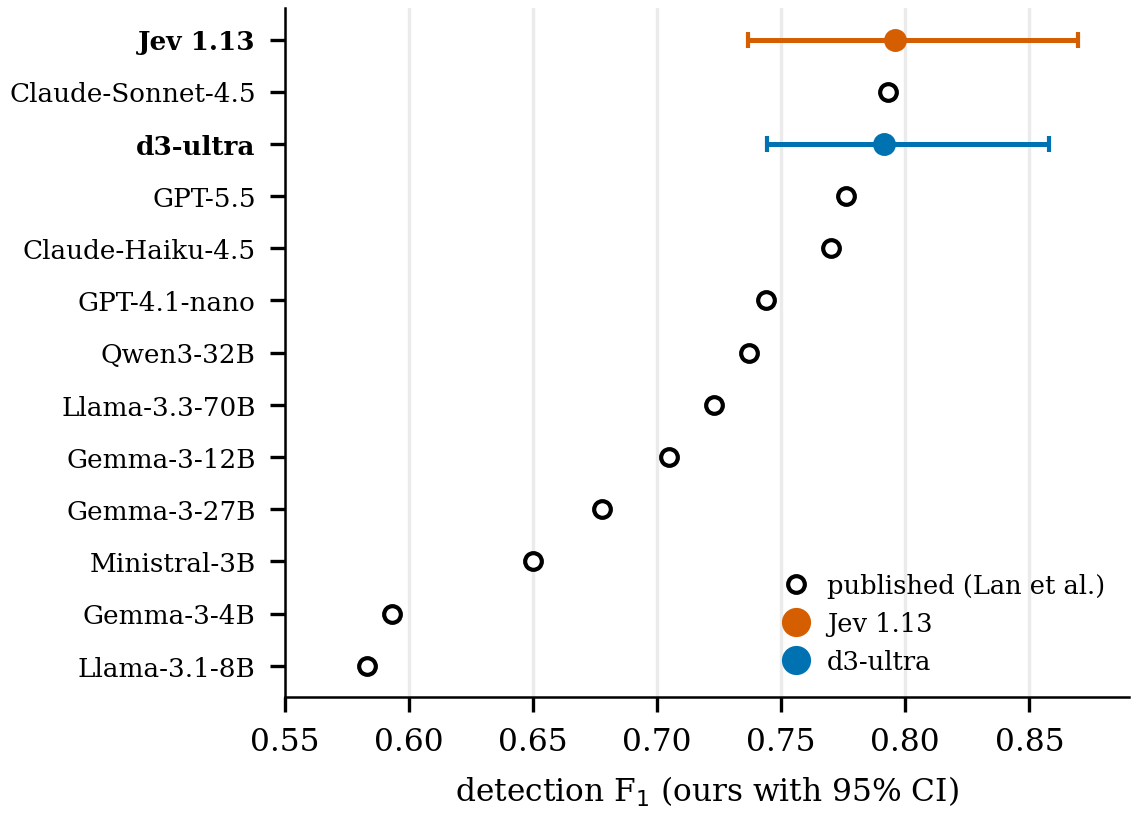 Jev 1.13
Claude-Sonnet-4.5
d3-ultra
GPT-5.5
Claude-Haiku-4.5
GPT-4.1-nano
Qwen3-32B
Llama-3.3-70B
Gemma-3-12B
Gemma-3-27B
Ministral-3B
Gemma-3-4B
Llama-3.1-8B
published (Lan et al.)
Jev 1.13
d3-ultra
0.55 0.60 0.65 0.70 0.75 0.80 0.85
detection F₁ (ours with 95% CI)